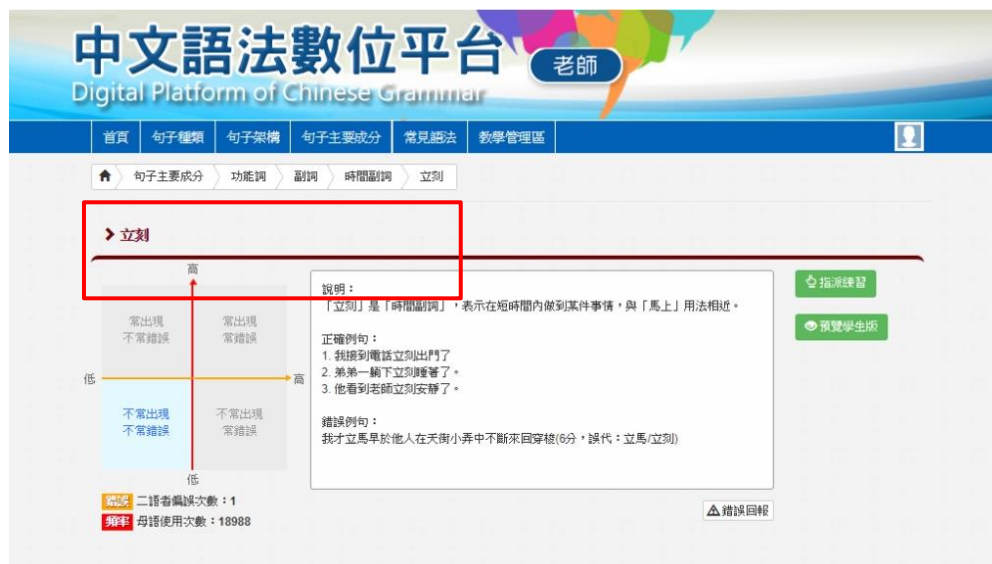 中文語法數位平台
老師
Digital Platform of Chinese Grammar
首頁 句子種類 句子架構 句子主要成分 常見語法 教學管理區
句子主要成分 功能詞 副詞 時間副詞 立刻
立刻
高
常出現
不常錯誤
常出現
常錯誤
低
高
不常出現
不常錯誤
不常出現
常錯誤
低
說明：
「立刻」是「時間副詞」，表示在短時間內做到某件事情，與「馬上」用法相近。
正確例句：
1. 我接到電話立刻出門了
2. 弟弟一躺下立刻睡著了。
3. 他看到老師立刻安靜了。
錯誤例句：
我才立馬早於他人在天街小弄中不斷來回穿梭(6分，誤代：立馬/立刻)
指派練習
預覽學生版
二語者偏誤次數：1
頻率 母語使用次數：18988
錯誤回報